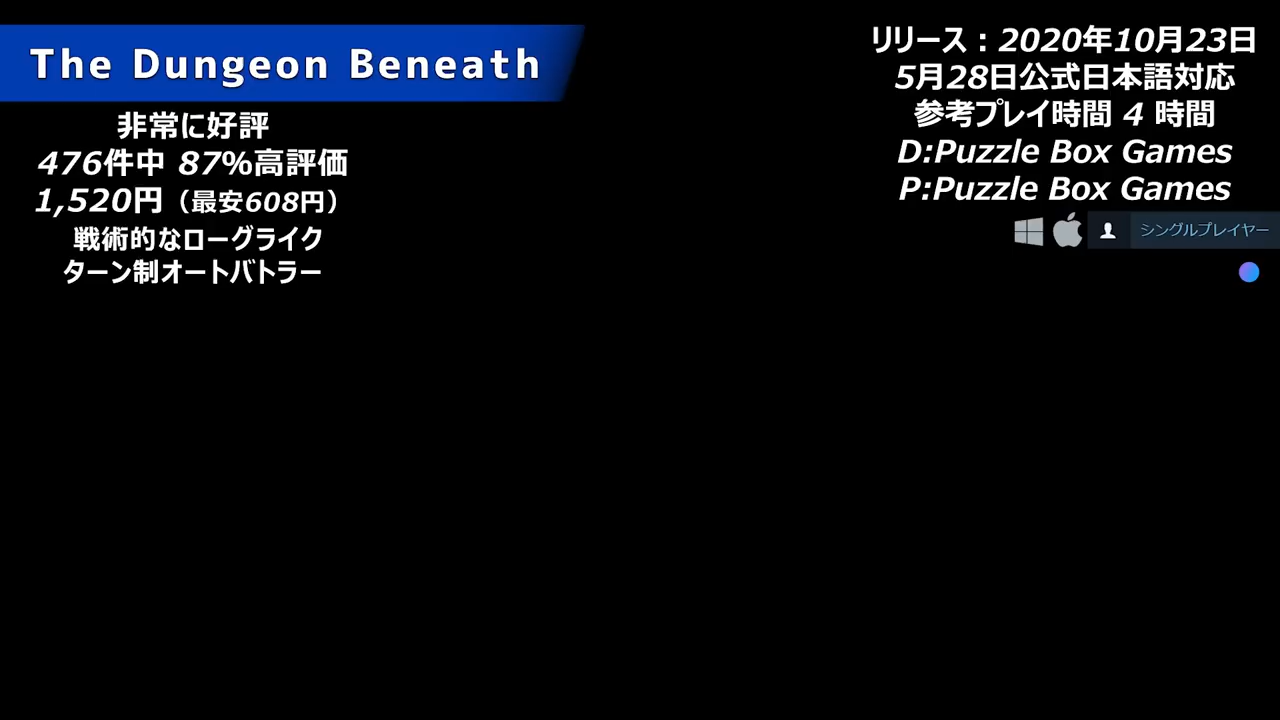 The Dungeon Beneath
非常に好評
476件中 87%高評価
1,520円（最安608円）
戦術的なローグライク
ターン制オートバトラー
リリース：2020年10月23日
5月28日公式日本語対応
参考プレイ時間 4 時間
D:Puzzle Box Games
P:Puzzle Box Games
シングルプレイヤー